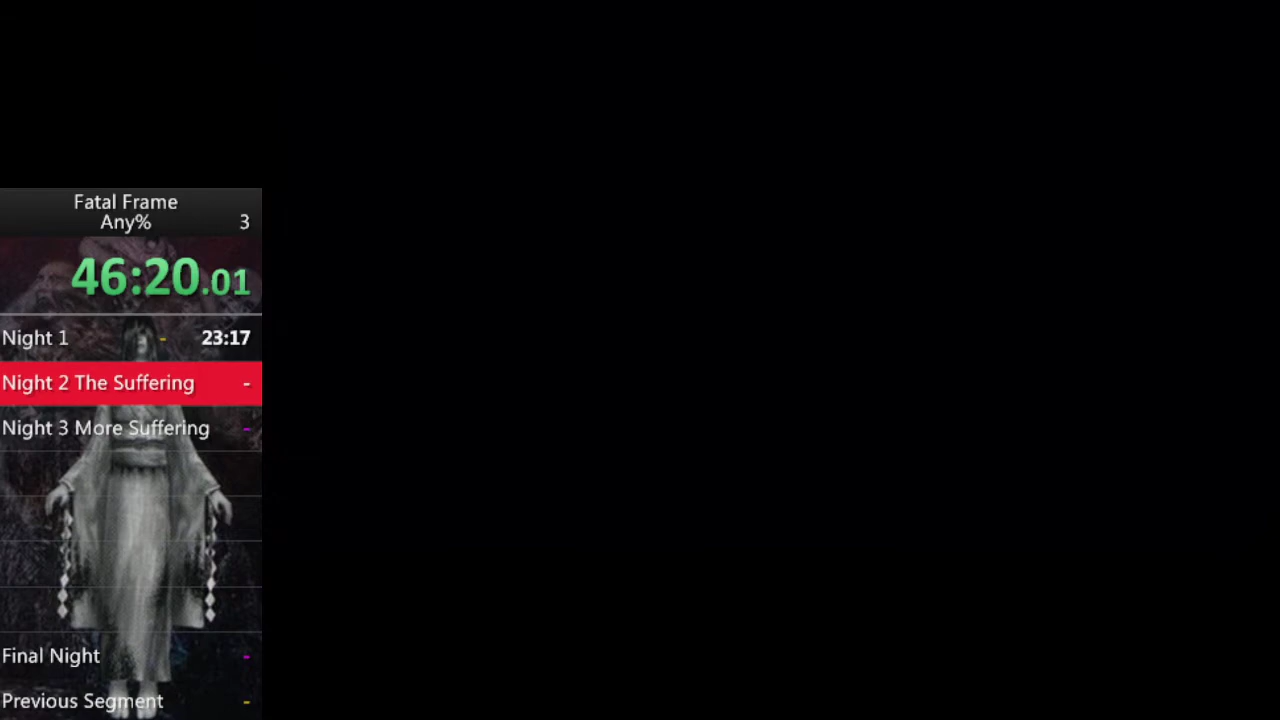 Fatal Frame
Any% 3
46:20.01
Night 1 - 23:17
Night 2 The Suffering -
Night 3 More Suffering -
Final Night -
Previous Segment -